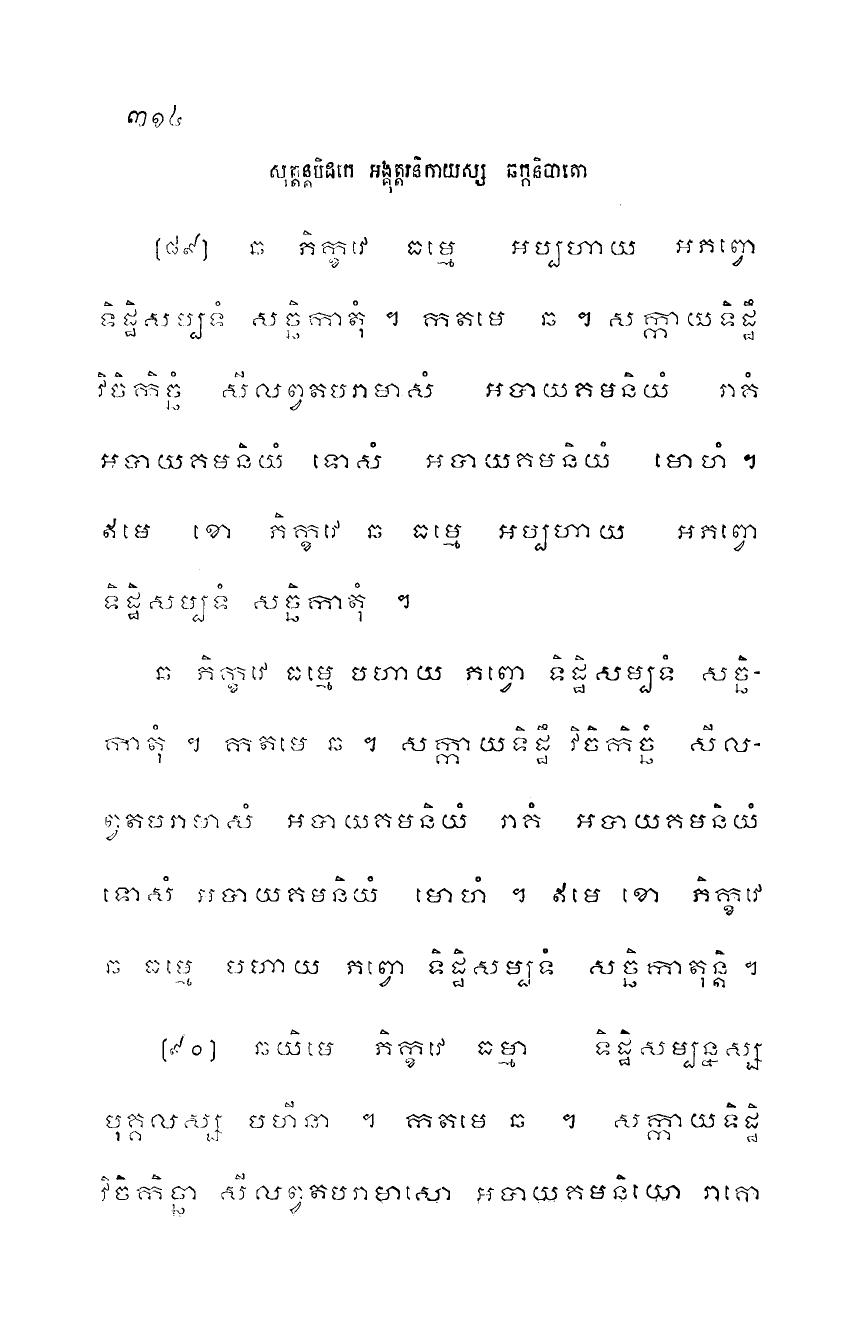 ៣១៤
សុត្តន្តបិដកេ អង្គុត្តរនិកាយស្ស ឆក្កនិបាតោ
[៨៩] ឆ ភិក្ខវេ ធម្មេ អប្បហាយ អភព្វោ
ទិដ្ឋិសម្បទំ សច្ឆិកាតុំ ។ កតមេ ឆ ។ សក្កាយទិដ្ឋឹ
វិចិកិច្ឆំ សីលព្វតបរាមាសំ អបាយគមនិយំ រាគំ
អបាយគមនិយំ ទោសំ អបាយគមនិយំ មោហំ ។
ឥមេ ខោ ភិក្ខវេ ឆ ធម្មេ អប្បហាយ អភព្វោ
ទិដ្ឋិសម្បទំ សច្ឆិកាតុំ ។
ឆ ភិក្ខវេ ធម្មេ បហាយ ភព្វោ ទិដ្ឋិសម្បទំ សច្ឆិ-
កាតុំ ។ កតមេ ឆ ។ សក្កាយទិដ្ឋឹ វិចិកិច្ឆំ សីល-
ព្វតបរាមាសំ អបាយគមនិយំ រាគំ អបាយគមនិយំ
ទោសំ អបាយគមនិយំ មោហំ ។ ឥមេ ខោ ភិក្ខវេ
ឆ ធម្មេ បហាយ ភព្វោ ទិដ្ឋិសម្បទំ សច្ឆិកាតុន្តិ ។
[៩០] ឆយិមេ ភិក្ខវេ ធម្មា ទិដ្ឋិសម្បន្នស្ស
បុគ្គលស្ស បហីនា ។ កតមេ ឆ ។ សក្កាយទិដ្ឋិ
វិចិកិច្ឆា សីលព្វតបរាមាសោ អបាយគមនិយោ រាគោ